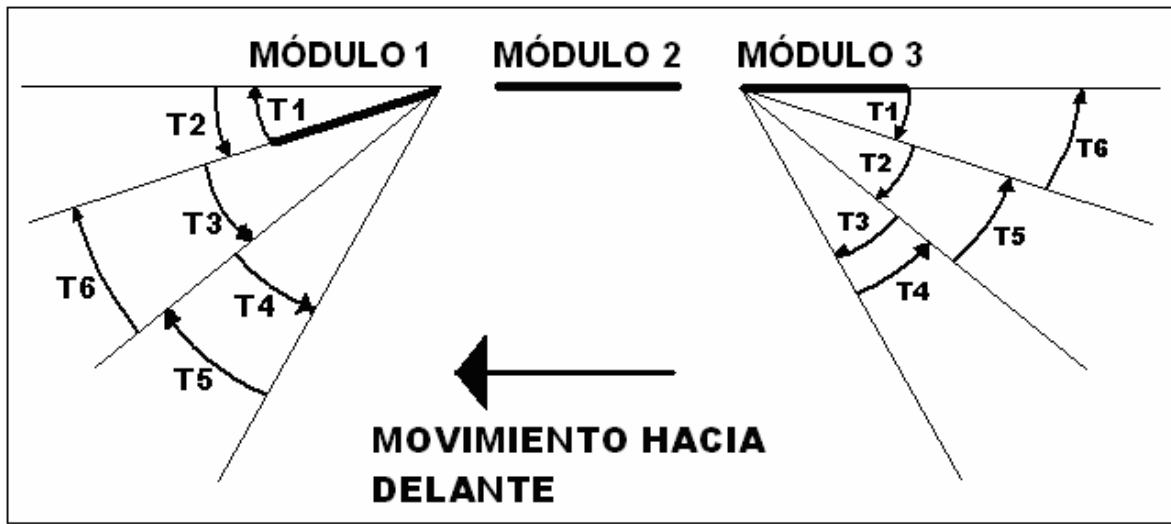 MÓDULO 1
MÓDULO 2
MÓDULO 3
T1
T2
T3
T4
T5
T6
T1
T2
T3
T4
T5
T6
MOVIMIENTO HACIA
DELANTE